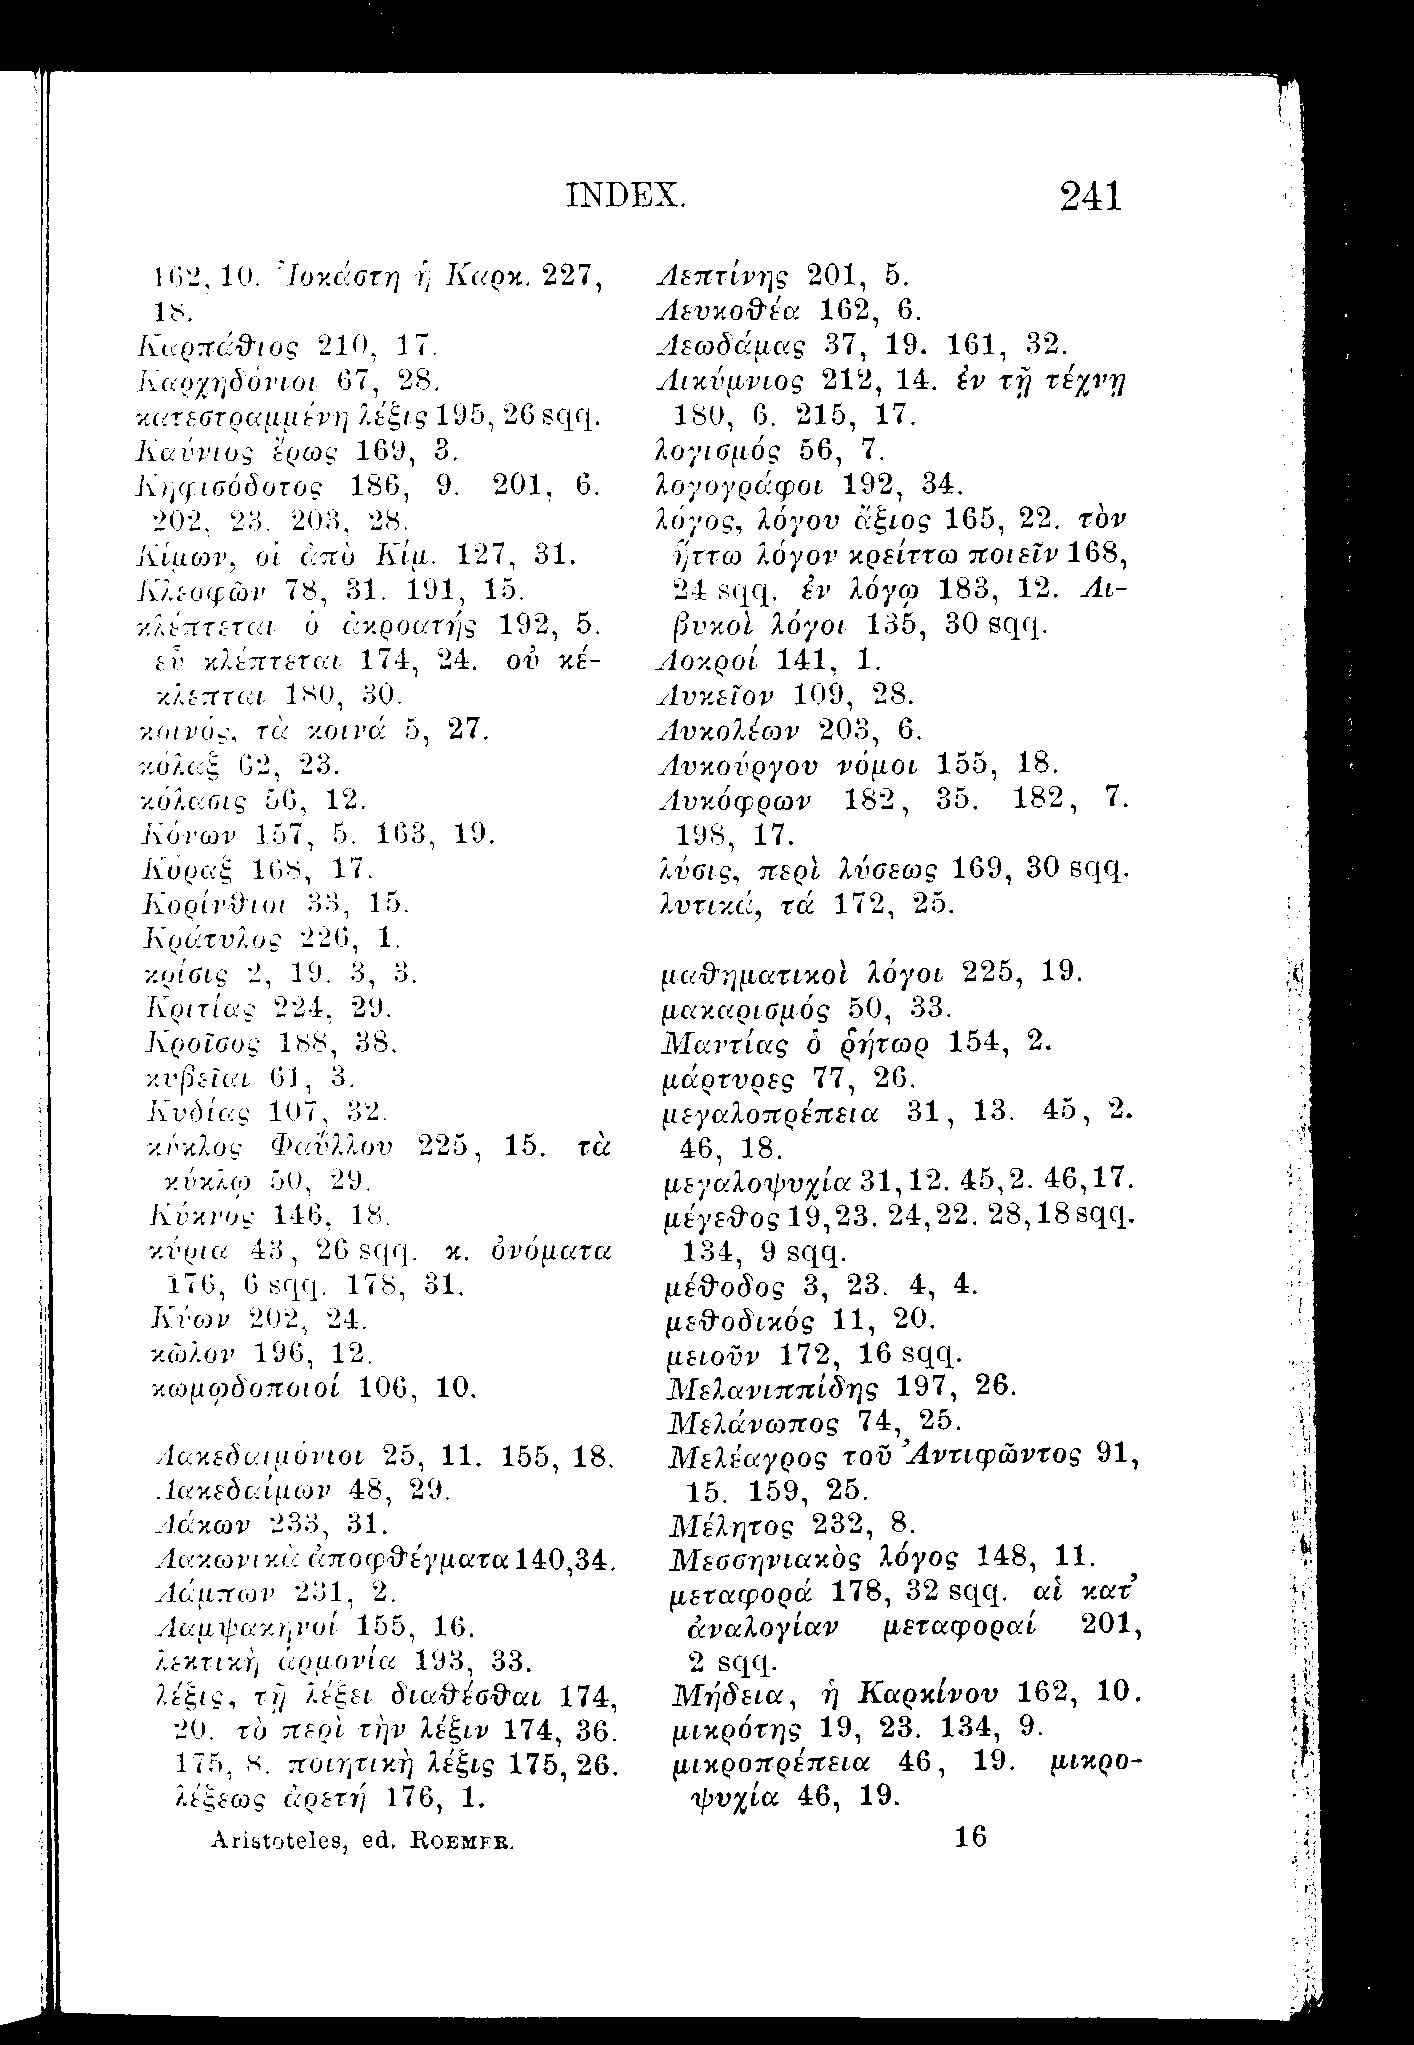 INDEX. 241
162, 10. Ἰοκάστη ἡ Καρκ. 227,
18.
Καρπάθιος 210, 17.
Καρχηδόνιοι 67, 28.
κατεστραμμένη λέξις 195, 26 sqq.
Καύνιος ἔρως 169, 3.
Κηφισόδοτος 186, 9. 201, 6.
202, 23. 203, 28.
Κίμων, οἱ ἀπὸ Κίμ. 127, 31.
Κλεοφῶν 78, 31. 191, 15.
κλέπτεται ὁ ἀκροατής 192, 5.
εὖ κλέπτεται 174, 24. οὐ κέ-
κλεπται 180, 30.
κοινός, τὰ κοινά 5, 27.
κόλαξ 62, 23.
κόλασις 56, 12.
Κόνων 157, 5. 163, 19.
Κόραξ 168, 17.
Κορίνθιοι 33, 15.
Κράτυλος 226, 1.
κρίσις 2, 19. 3, 3.
Κριτίας 224, 29.
Κροῖσος 188, 38.
κυβεῖαι 61, 3.
Κυδίας 107, 32.
κύκλος Φαΰλλου 225, 15. τὰ
κύκλῳ 50, 29.
Κύκνος 146, 18.
κύρια 43, 26 sqq. κ. ὀνόματα
176, 6 sqq. 178, 31.
Κύων 202, 24.
κῶλον 196, 12.
κωμῳδοποιοί 106, 10.
Λακεδαιμόνιοι 25, 11. 155, 18.
Λακεδαίμων 48, 29.
Λάκων 233, 31.
Λακωνικὰ ἀποφθέγματα 140, 34.
Λάμπων 231, 2.
Λαμψακηνοί 155, 16.
λεκτικὴ ἁρμονία 193, 33.
λέξις, τῇ λέξει διαθέσθαι 174,
20. τὸ περὶ τὴν λέξιν 174, 36.
175, 8. ποιητικὴ λέξις 175, 26.
λέξεως ἀρετή 176, 1.
Λεπτίνης 201, 5.
Λευκοθέα 162, 6.
Λεωδάμας 37, 19. 161, 32.
Λικύμνιος 212, 14. ἐν τῇ τέχνῃ
180, 6. 215, 17.
λογισμός 56, 7.
λογογράφοι 192, 34.
λόγος, λόγου ἄξιος 165, 22. τὸν
ἥττω λόγον κρείττω ποιεῖν 168,
24 sqq. ἐν λόγῳ 183, 12. Λι-
βυκοὶ λόγοι 135, 30 sqq.
Λοκροί 141, 1.
Λυκεῖον 109, 28.
Λυκολέων 203, 6.
Λυκούργου νόμοι 155, 18.
Λυκόφρων 182, 35. 182, 7.
198, 17.
λύσις, περὶ λύσεως 169, 30 sqq.
λυτικά, τά 172, 25.
μαθηματικοὶ λόγοι 225, 19.
μακαρισμός 50, 33.
Μαντίας ὁ ῥήτωρ 154, 2.
μάρτυρες 77, 26.
μεγαλοπρέπεια 31, 13. 45, 2.
46, 18.
μεγαλοψυχία 31, 12. 45, 2. 46, 17.
μέγεθος 19, 23. 24, 22. 28, 18 sqq.
134, 9 sqq.
μέθοδος 3, 23. 4, 4.
μεθοδικός 11, 20.
μειοῦν 172, 16 sqq.
Μελανιππίδης 197, 26.
Μελάνωπος 74, 25.
Μελέαγρος τοῦ Ἀντιφῶντος 91,
15. 159, 25.
Μέλητος 232, 8.
Μεσσηνιακὸς λόγος 148, 11.
μεταφορά 178, 32 sqq. αἱ κατ᾽
ἀναλογίαν μεταφοραί 201,
2 sqq.
Μήδεια, ἡ Καρκίνου 162, 10.
μικρότης 19, 23. 134, 9.
μικροπρέπεια 46, 19. μικρο-
ψυχία 46, 19.
Aristoteles, ed. ROEMER. 16